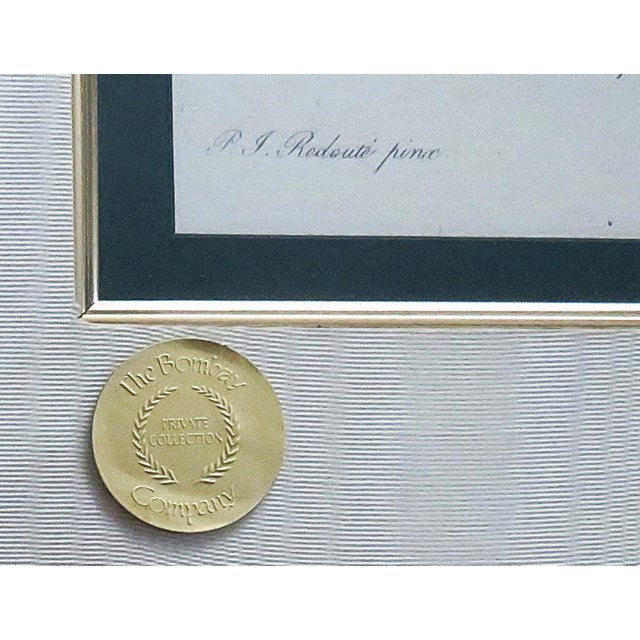 P. J. Redouté pinx.
The Bombay
PRIVATE
COLLECTION
Company